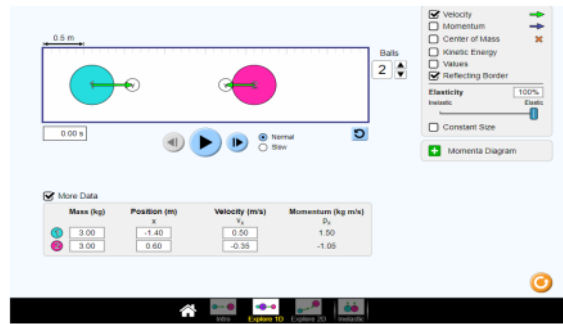 Velocity
Momentum
Center of Mass
Kinetic Energy
Values
Reflecting Border
Elasticity 100%
Inelastic Elastic
Constant Size
Momenta Diagram
0.5 m
Balls
2
0.00 s
Normal
Slow
More Data
Mass (kg) Position (m) Velocity (m/s) Momentum (kg m/s)
x vₓ pₓ
1 3.00 -1.40 0.50 1.50
2 3.00 0.60 -0.35 -1.05
Intro Explore 1D Explore 2D Inelastic